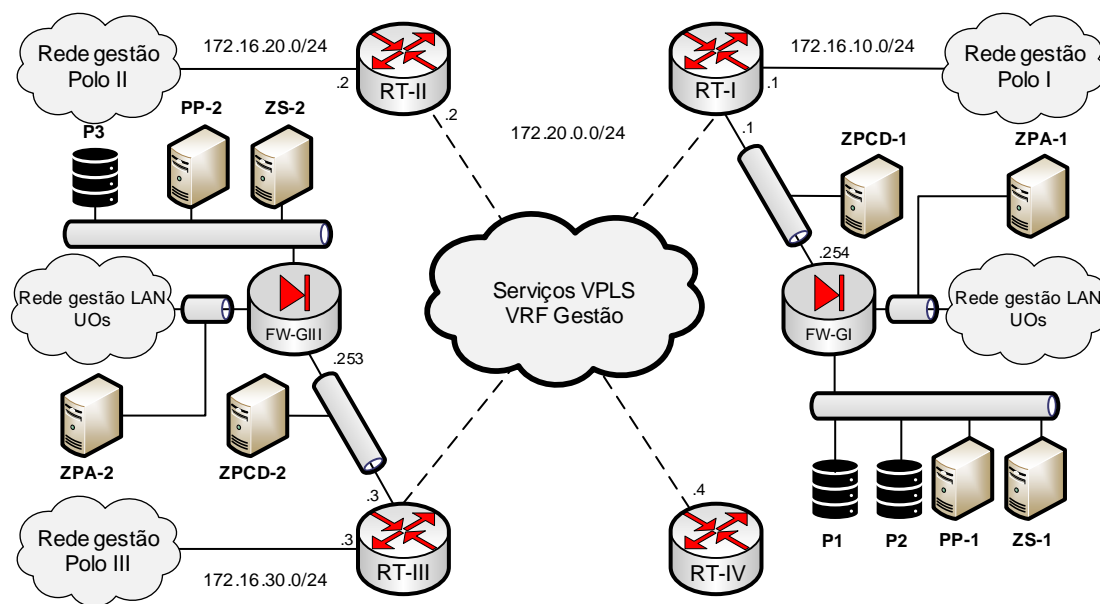 Rede gestão
Polo II
172.16.20.0/24
.2
RT-II
.2
172.20.0.0/24
RT-I
.1
172.16.10.0/24
.1
Rede gestão
Polo I
P3
PP-2
ZS-2
ZPCD-1
ZPA-1
Rede gestão LAN
UOs
FW-GIII
.253
Serviços VPLS
VRF Gestão
.254
FW-GI
Rede gestão LAN
UOs
ZPA-2
ZPCD-2
P1
P2
PP-1
ZS-1
Rede gestão
Polo III
172.16.30.0/24
.3
.3
RT-III
.4
RT-IV